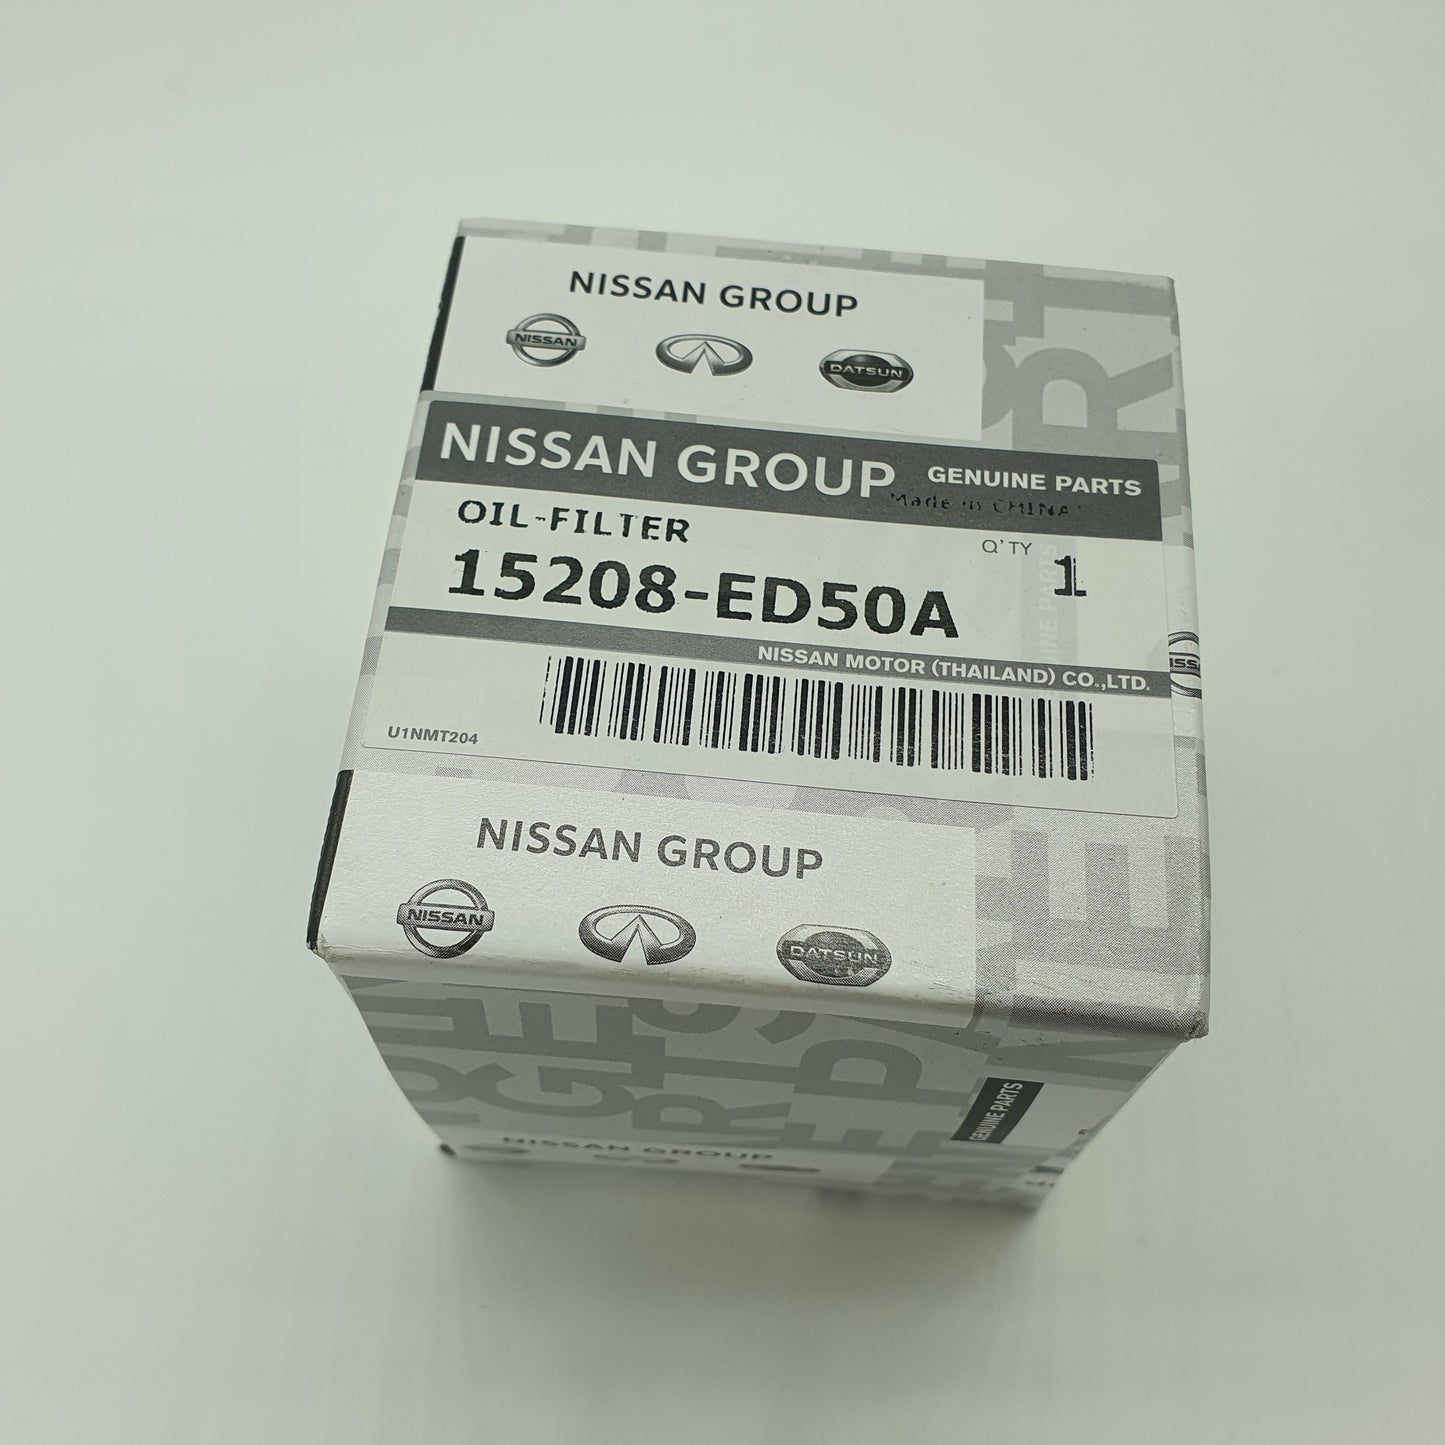 NISSAN GROUP
NISSAN
DATSUN
NISSAN GROUP GENUINE PARTS
Made in CHINA
OIL-FILTER
Q'TY 1
15208-ED50A
NISSAN MOTOR (THAILAND) CO.,LTD.
U1NMT204
NISSAN GROUP
NISSAN
DATSUN
GENUINE PARTS
NISSAN GROUP